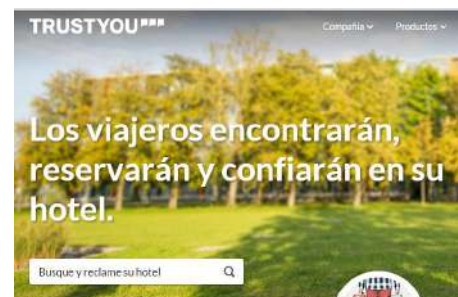 TRUSTYOU
Compañía
Productos
Los viajeros encontrarán,
reservarán y confiarán en su
hotel.
Busque y reclame su hotel